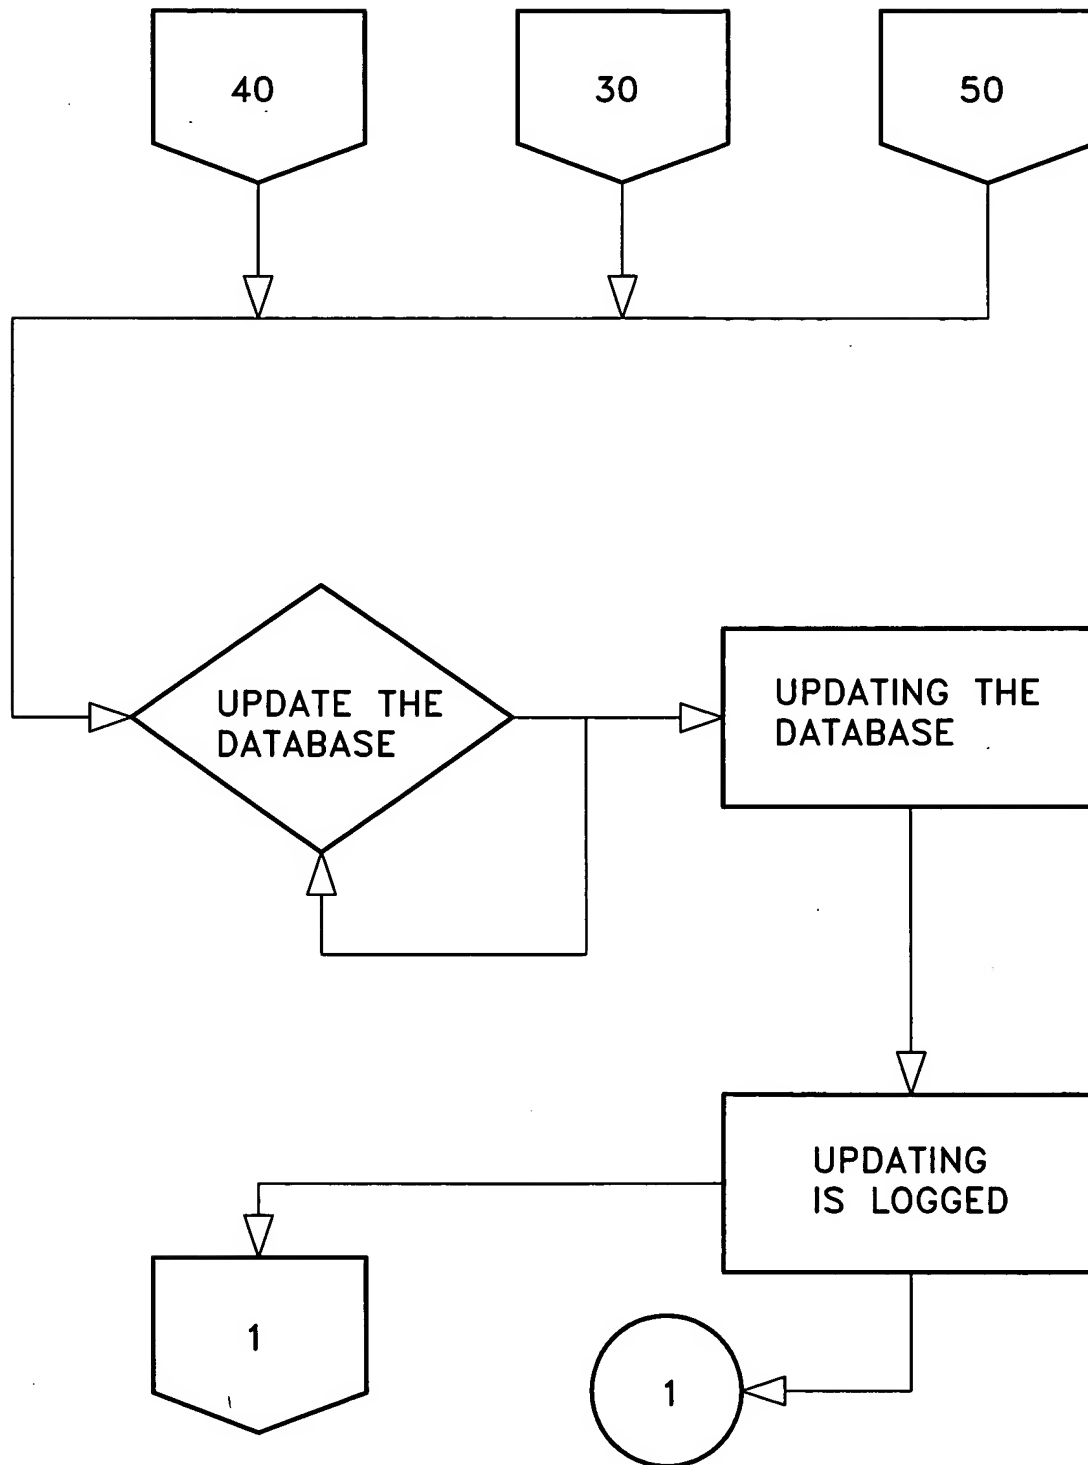 40
30
50
UPDATE THE
DATABASE
UPDATING THE
DATABASE
UPDATING
IS LOGGED
1
1